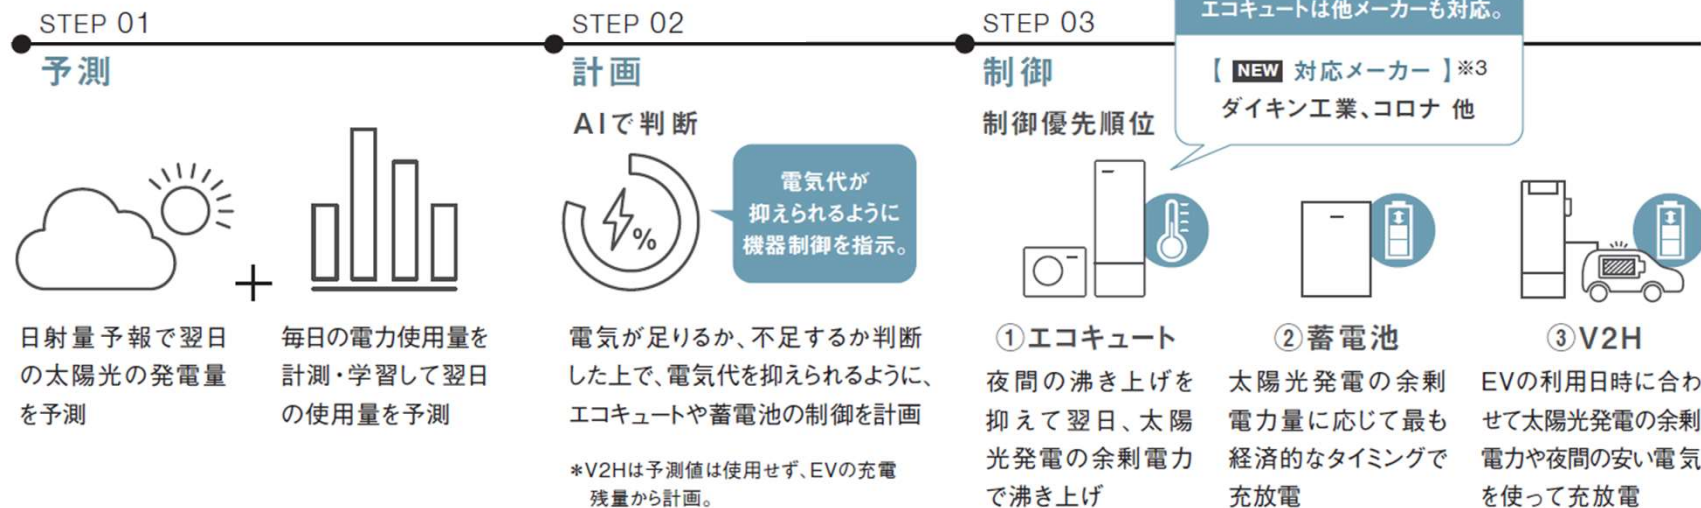 STEP 01
予測
日射量予報で翌日
の太陽光の発電量
を予測
+
毎日の電力使用量を
計測・学習して翌日
の使用量を予測
STEP 02
計画
AIで判断
%
電気代が
抑えられるように
機器制御を指示。
電気が足りるか、不足するか判断
した上で、電気代を抑えられるように、
エコキュートや蓄電池の制御を計画
*V2Hは予測値は使用せず、EVの充電
残量から計画。
STEP 03
制御
制御優先順位
エコキュートは他メーカーも対応。
【 NEW 対応メーカー 】※3
ダイキン工業、コロナ 他
①エコキュート
夜間の沸き上げを
抑えて翌日、太陽
光発電の余剰電力
で沸き上げ
②蓄電池
太陽光発電の余剰
電力量に応じて最も
経済的なタイミングで
充放電
③V2H
EVの利用日時に合わ
せて太陽光発電の余剰
電力や夜間の安い電気
を使って充放電